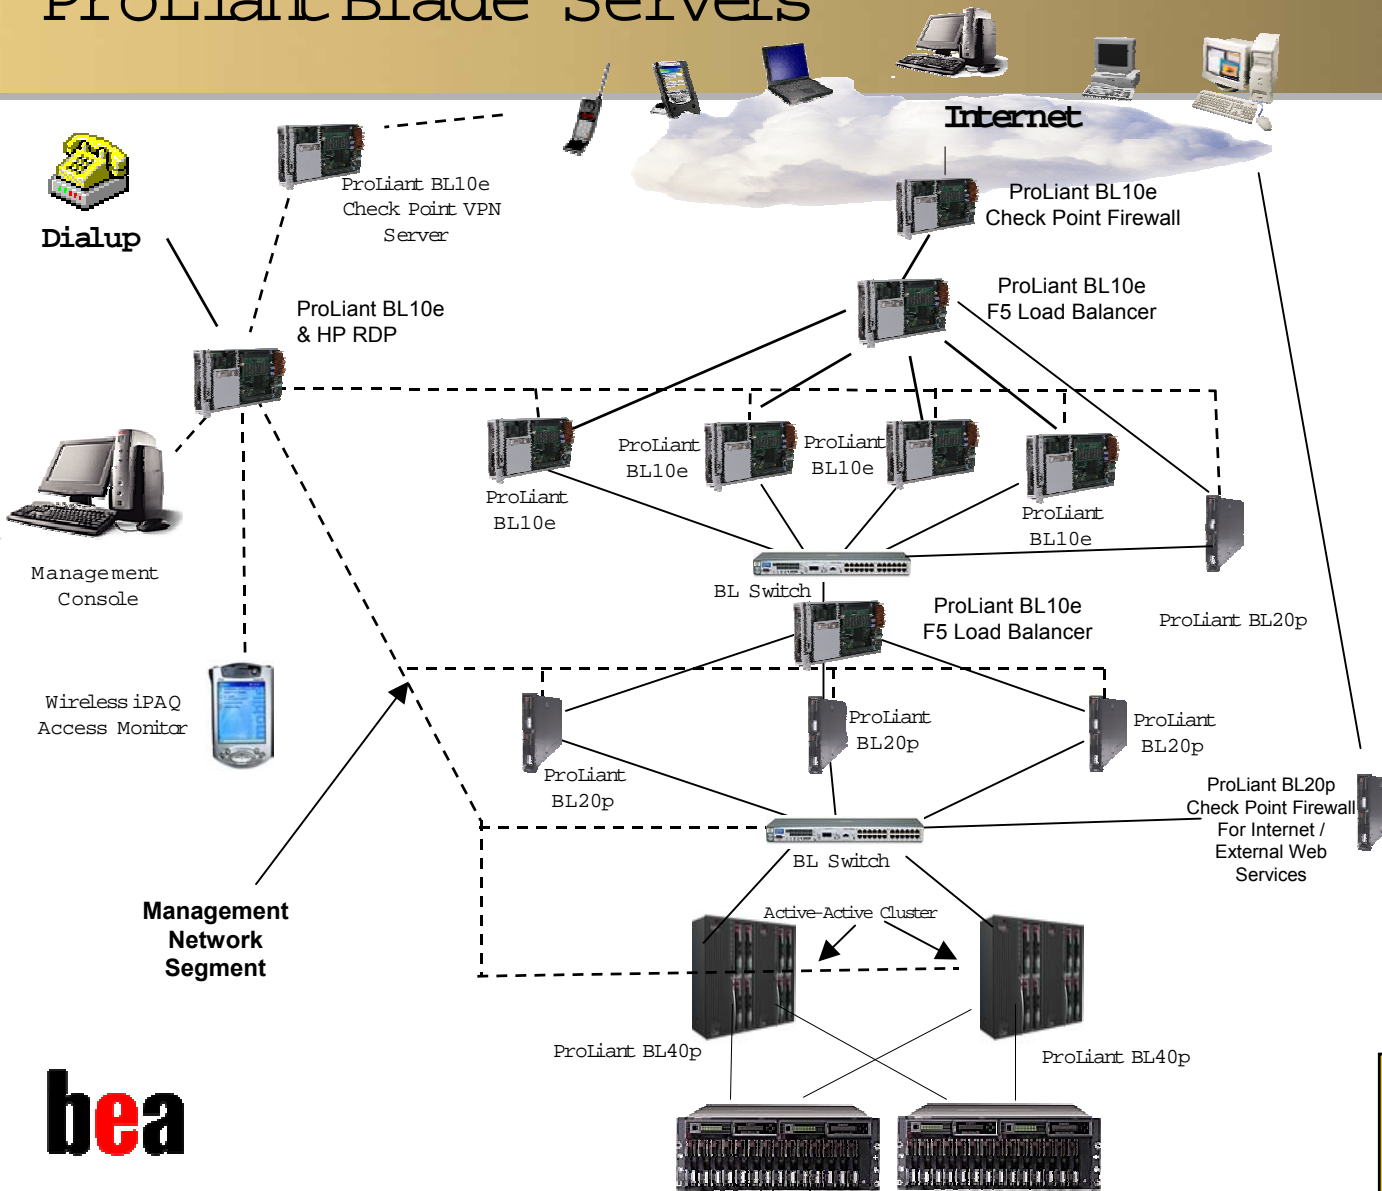 ProLiant Blade Servers
Internet
ProLiant BL10e
Check Point VPN
Server
ProLiant BL10e
Check Point Firewall
Dialup
ProLiant BL10e
& HP RDP
ProLiant BL10e
F5 Load Balancer
ProLiant
BL10e
ProLiant
BL10e
ProLiant
BL10e
ProLiant
BL10e
Management
Console
BL Switch
ProLiant BL10e
F5 Load Balancer
ProLiant BL20p
Wireless iPAQ
Access Monitor
ProLiant
BL20p
ProLiant
BL20p
ProLiant
BL20p
ProLiant BL20p
Check Point Firewall
For Internet /
External Web
Services
BL Switch
Management
Network
Segment
Active-Active Cluster
ProLiant BL40p
ProLiant BL40p
bea